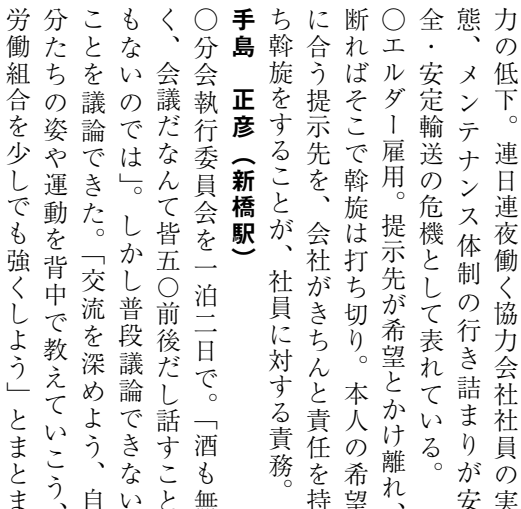 力の低下。連日連夜働く協力会社社員の実
態、メンテナンス体制の行き詰まりが安
全・安定輸送の危機として表れている。
〇エルダー雇用。提示先が希望とかけ離れ、
断ればそこで斡旋は打ち切り。本人の希望
に合う提示先を、会社がきちんと責任を持
ち斡旋をすることが、社員に対する責務。
手島 正彦（新橋駅）
〇分会執行委員会を一泊二日で。「酒も無
く、会議だなんて皆五〇前後だし話すこと
もないのでは」。しかし普段議論できない
ことを議論できた。「交流を深めよう、自
分たちの姿や運動を背中で教えていこう、
労働組合を少しでも強くしよう」とまとま